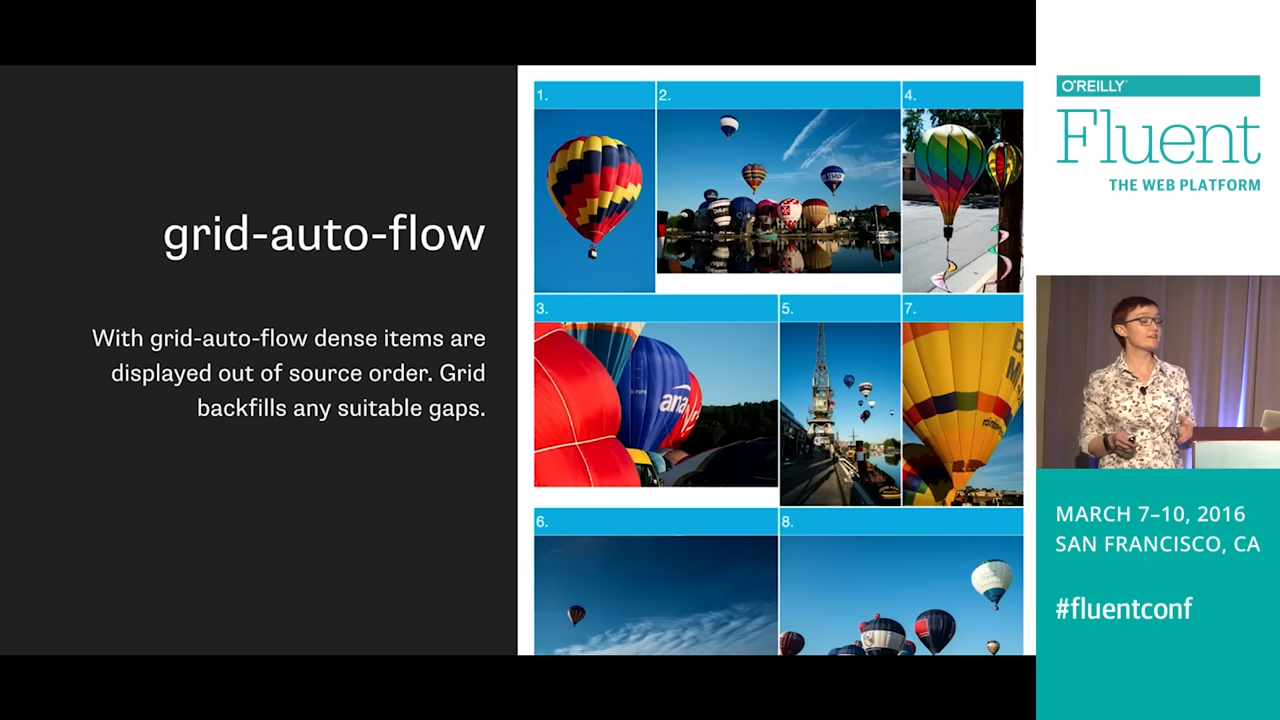 grid-auto-flow
With grid-auto-flow dense items are
displayed out of source order. Grid
backfills any suitable gaps.
1.
2.
4.
3.
5.
7.
6.
8.
O'REILLY
Fluent
THE WEB PLATFORM
MARCH 7–10, 2016
SAN FRANCISCO, CA
#fluentconf